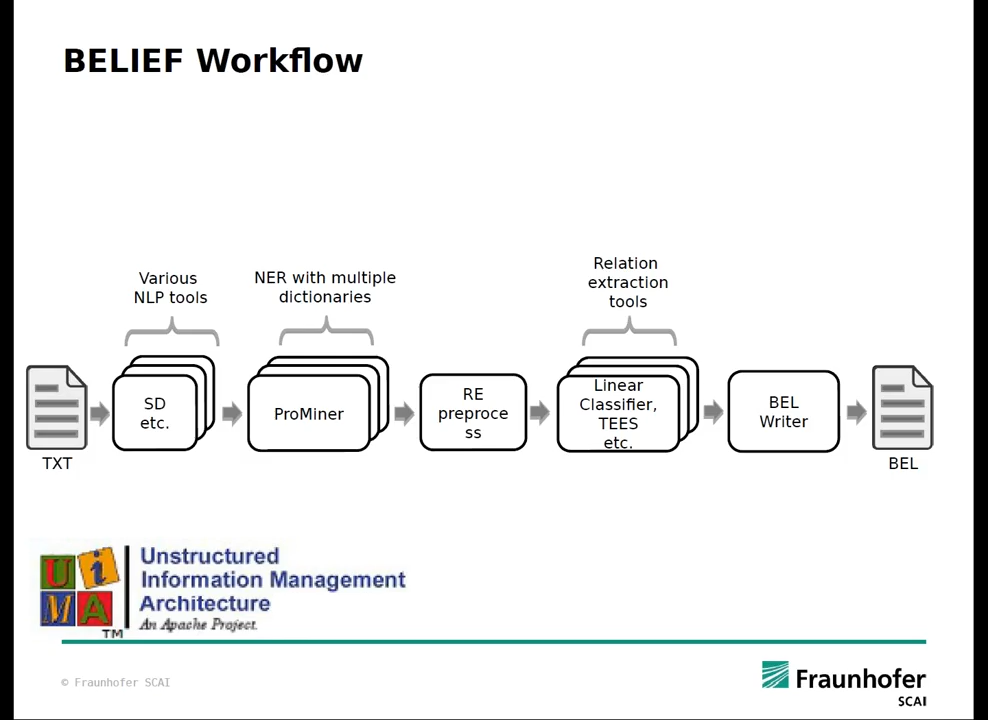 BELIEF Workflow
Various
NLP tools
NER with multiple
dictionaries
Relation
extraction
tools
TXT
SD
etc.
ProMiner
RE
preproce
ss
Linear
Classifier,
TEES
etc.
BEL
Writer
BEL
UiMA
TM
Unstructured
Information Management
Architecture
An Apache Project.
© Fraunhofer SCAI
Fraunhofer
SCAI